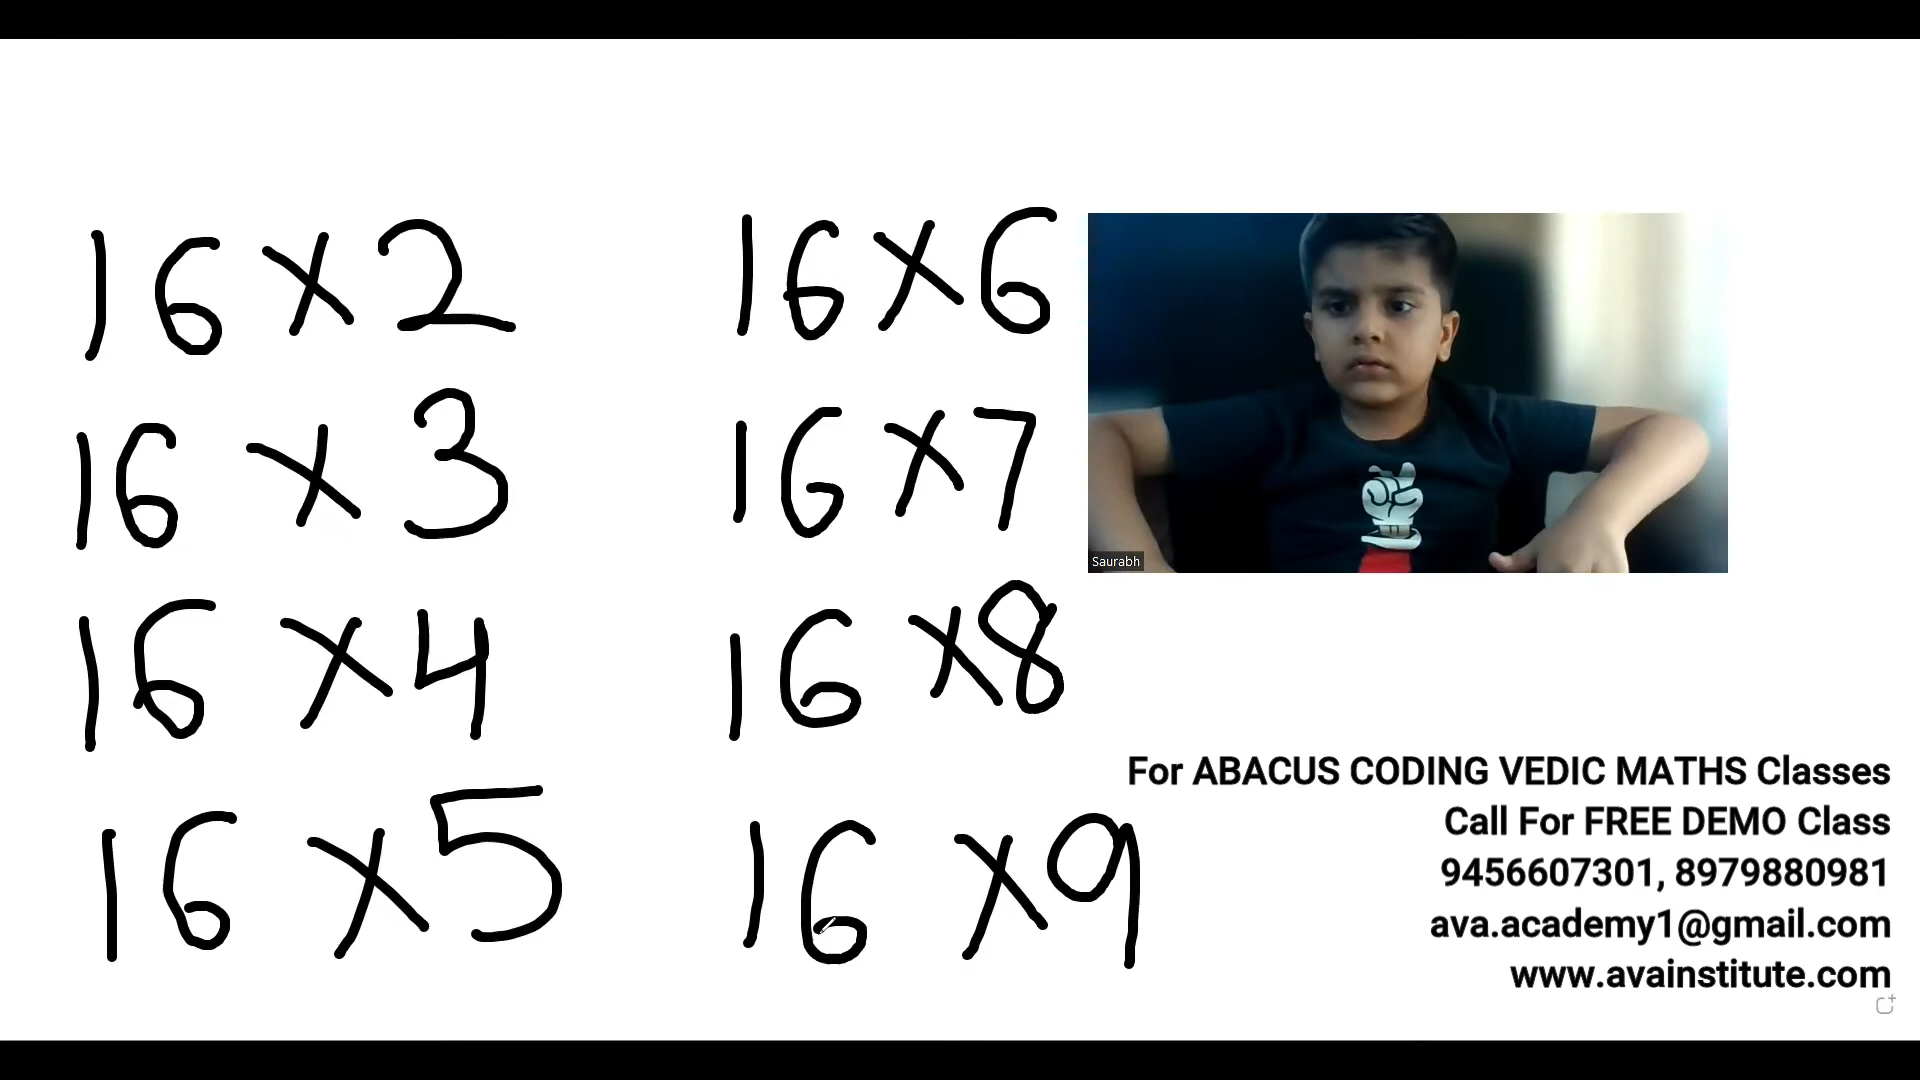 16 × 2
16 × 3
16 × 4
16 × 5
16 × 6
16 × 7
16 × 8
16 × 9
Saurabh
For ABACUS CODING VEDIC MATHS Classes
Call For FREE DEMO Class
9456607301, 8979880981
ava.academy1@gmail.com
www.avainstitute.com